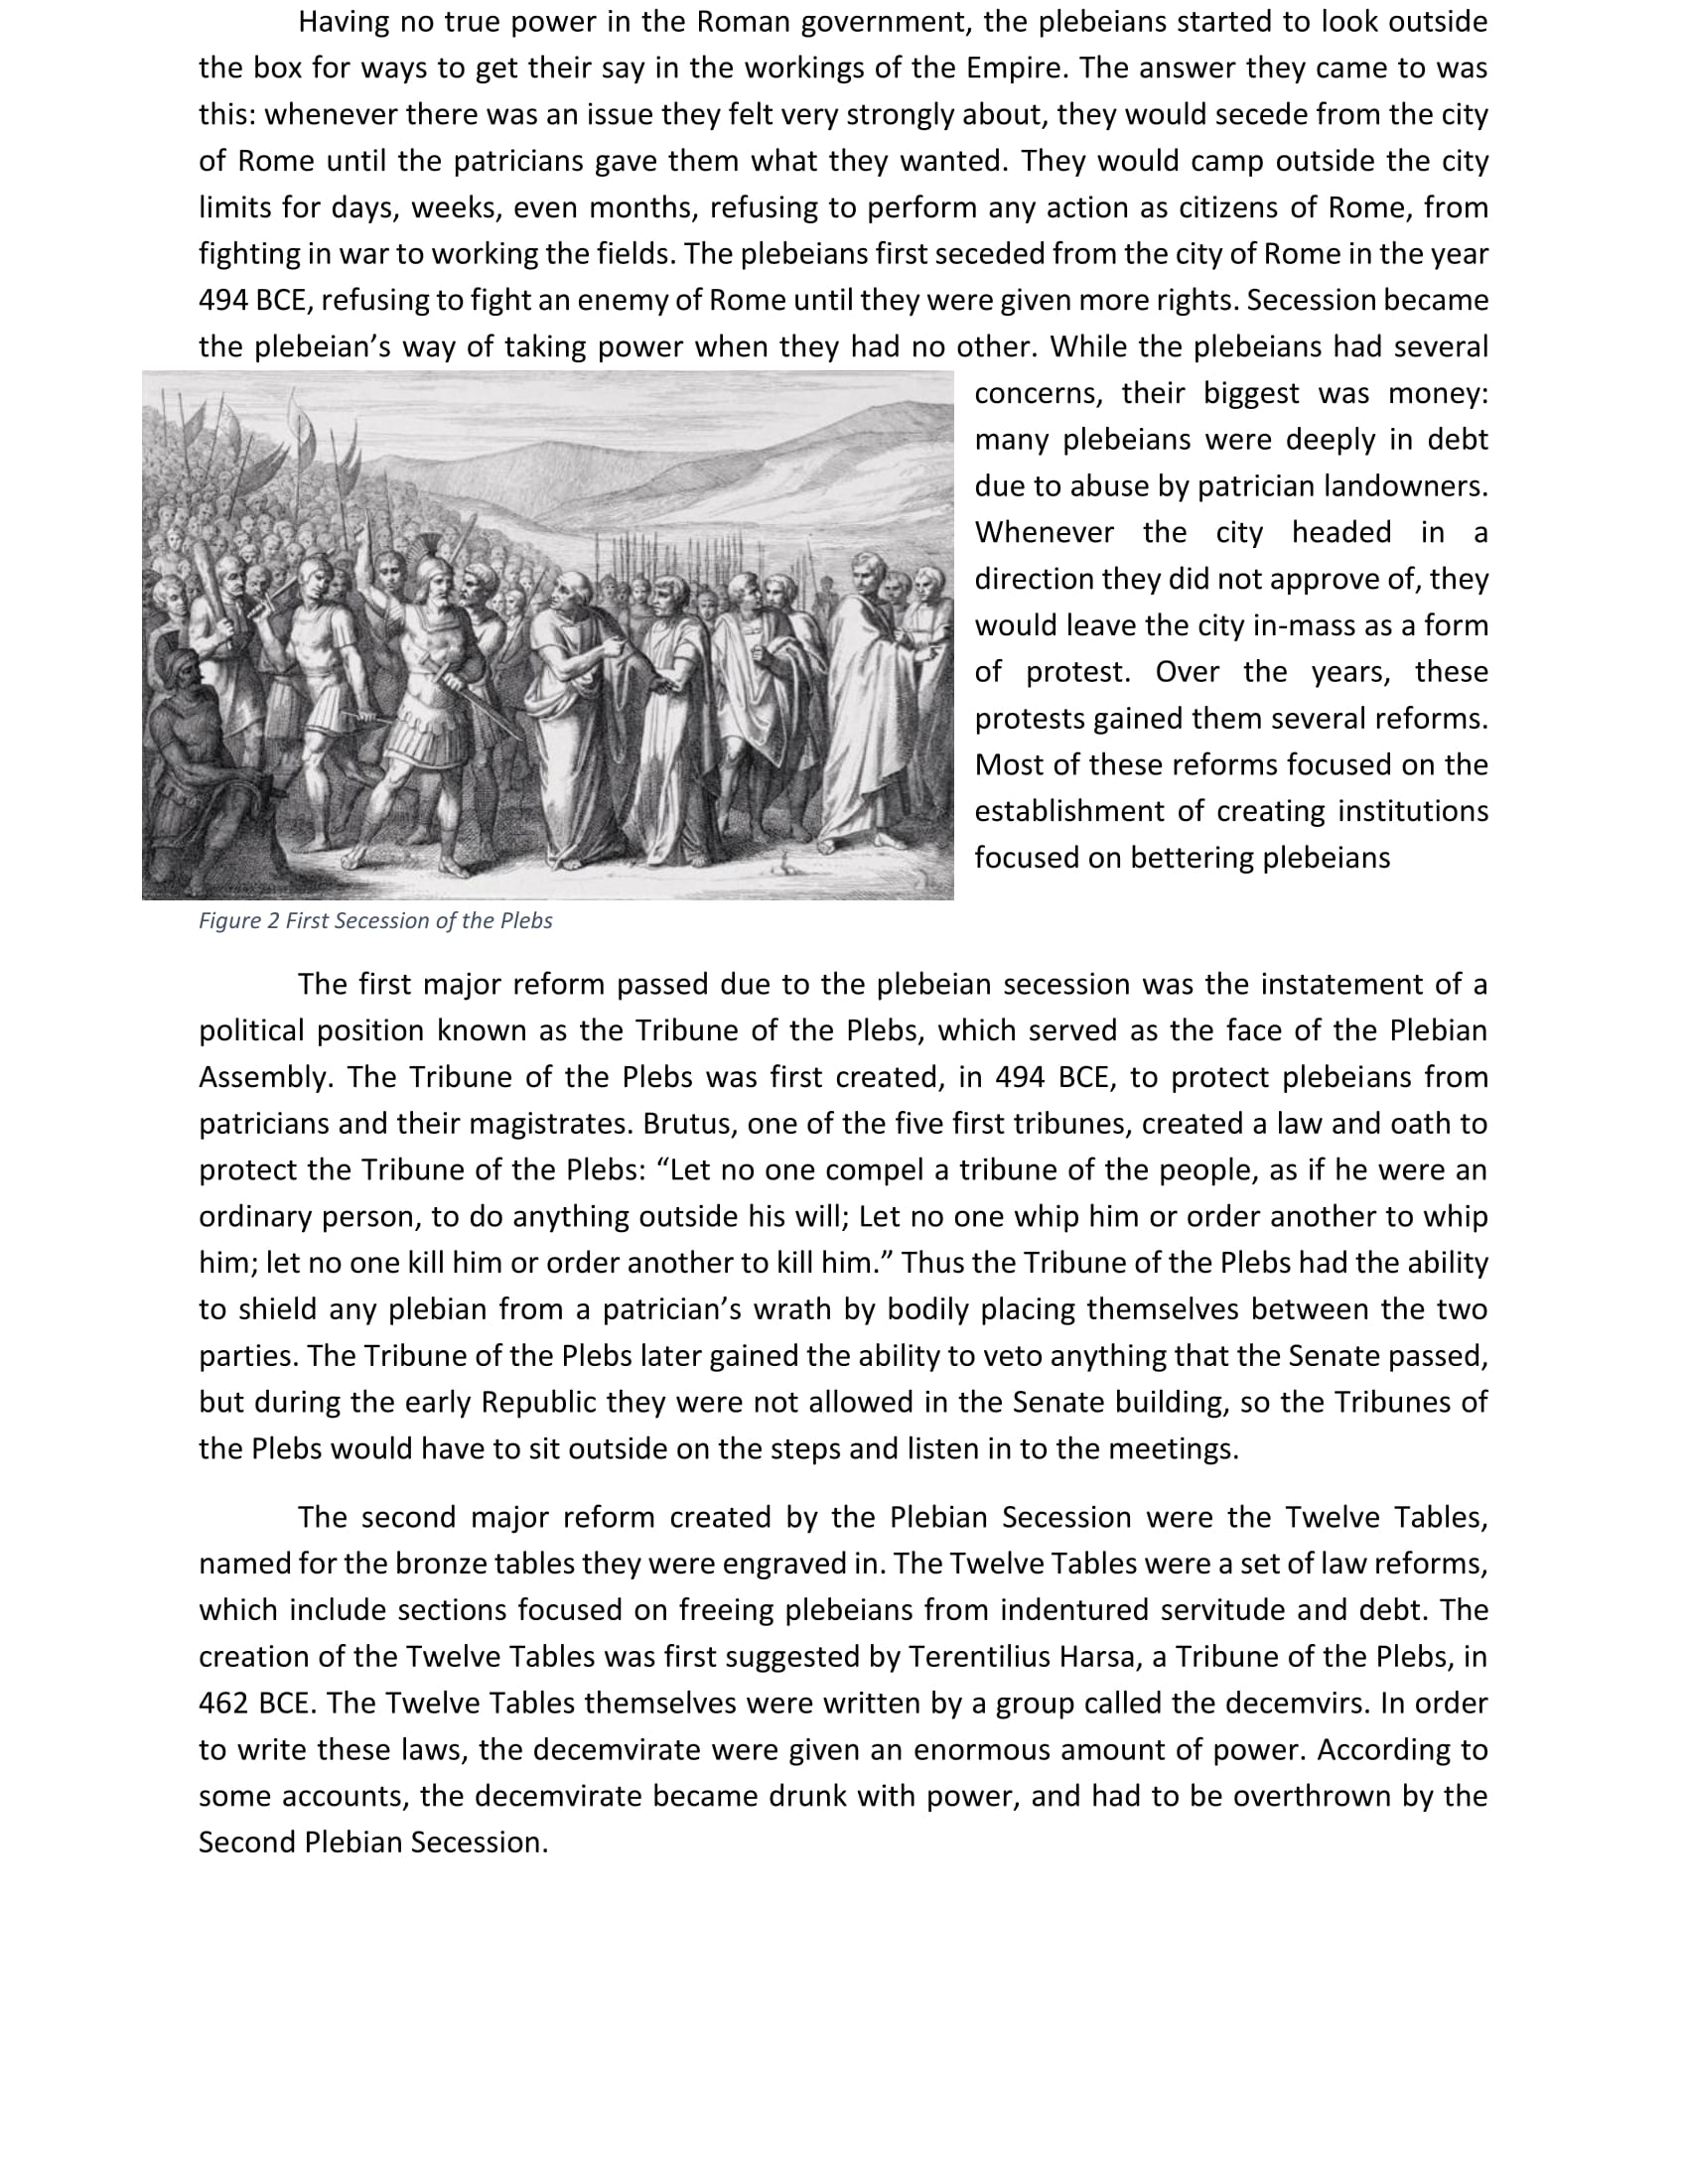 Having no true power in the Roman government, the plebeians started to look outside
the box for ways to get their say in the workings of the Empire. The answer they came to was
this: whenever there was an issue they felt very strongly about, they would secede from the city
of Rome until the patricians gave them what they wanted. They would camp outside the city
limits for days, weeks, even months, refusing to perform any action as citizens of Rome, from
fighting in war to working the fields. The plebeians first seceded from the city of Rome in the year
494 BCE, refusing to fight an enemy of Rome until they were given more rights. Secession became
the plebeian’s way of taking power when they had no other. While the plebeians had several
concerns, their biggest was money:
many plebeians were deeply in debt
due to abuse by patrician landowners.
Whenever the city headed in a
direction they did not approve of, they
would leave the city in-mass as a form
of protest. Over the years, these
protests gained them several reforms.
Most of these reforms focused on the
establishment of creating institutions
focused on bettering plebeians
Figure 2 First Secession of the Plebs
The first major reform passed due to the plebeian secession was the instatement of a
political position known as the Tribune of the Plebs, which served as the face of the Plebian
Assembly. The Tribune of the Plebs was first created, in 494 BCE, to protect plebeians from
patricians and their magistrates. Brutus, one of the five first tribunes, created a law and oath to
protect the Tribune of the Plebs: “Let no one compel a tribune of the people, as if he were an
ordinary person, to do anything outside his will; Let no one whip him or order another to whip
him; let no one kill him or order another to kill him.” Thus the Tribune of the Plebs had the ability
to shield any plebian from a patrician’s wrath by bodily placing themselves between the two
parties. The Tribune of the Plebs later gained the ability to veto anything that the Senate passed,
but during the early Republic they were not allowed in the Senate building, so the Tribunes of
the Plebs would have to sit outside on the steps and listen in to the meetings.
The second major reform created by the Plebian Secession were the Twelve Tables,
named for the bronze tables they were engraved in. The Twelve Tables were a set of law reforms,
which include sections focused on freeing plebeians from indentured servitude and debt. The
creation of the Twelve Tables was first suggested by Terentilius Harsa, a Tribune of the Plebs, in
462 BCE. The Twelve Tables themselves were written by a group called the decemvirs. In order
to write these laws, the decemvirate were given an enormous amount of power. According to
some accounts, the decemvirate became drunk with power, and had to be overthrown by the
Second Plebian Secession.